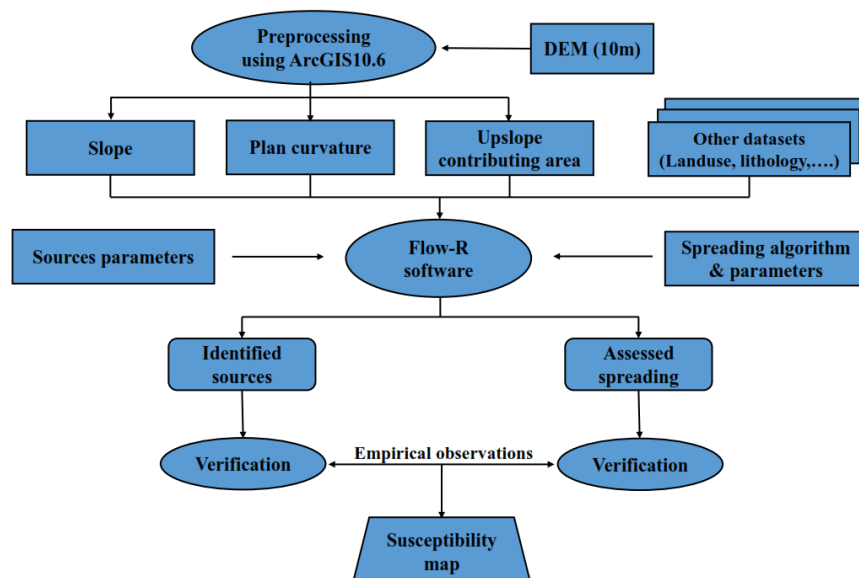 Preprocessing
using ArcGIS10.6
DEM (10m)
Slope
Plan curvature
Upslope
contributing area
Other datasets
(Landuse, lithology,....)
Sources parameters
Flow-R
software
Spreading algorithm
& parameters
Identified
sources
Assessed
spreading
Verification
Empirical observations
Verification
Susceptibility
map